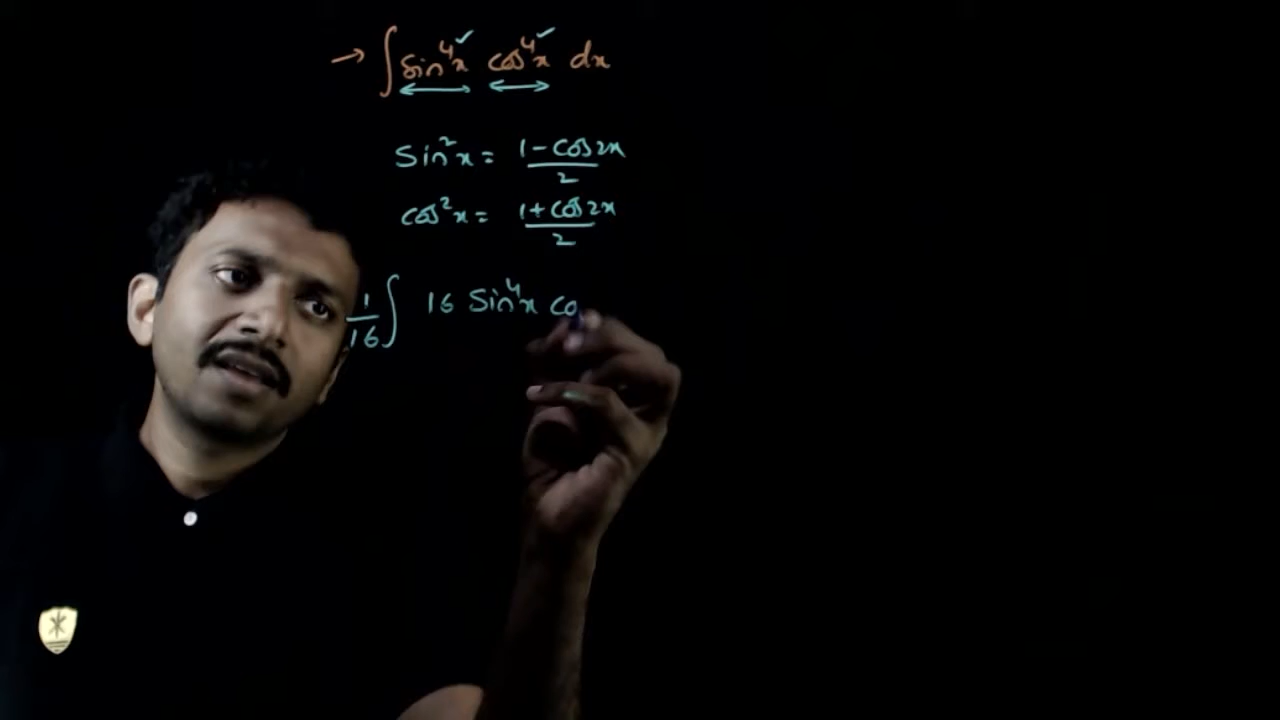 → ∫ sin⁴x cos⁴x dx
Sin²x = (1 - cos2x)/2
cos²x = (1 + cos2x)/2
1/16 ∫ 16 Sin⁴x co